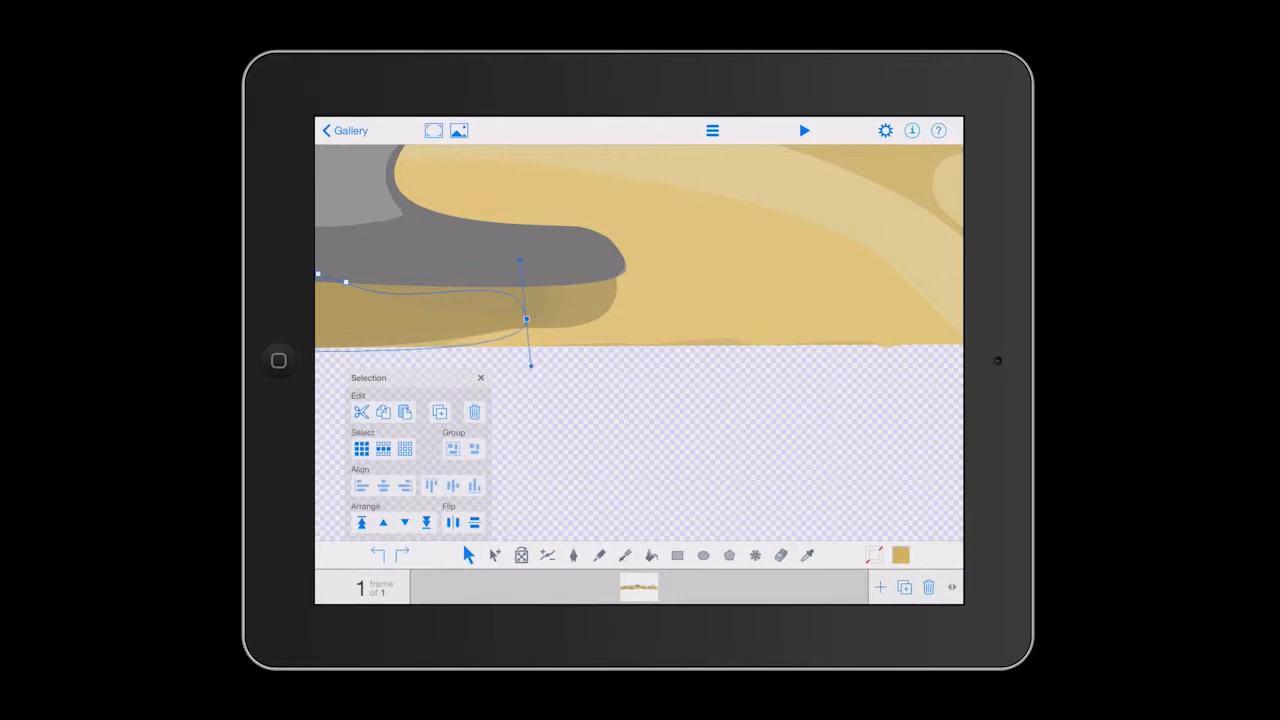 Gallery
Selection
Edit
Select Group
Align
Arrange Flip
1 frame
of 1